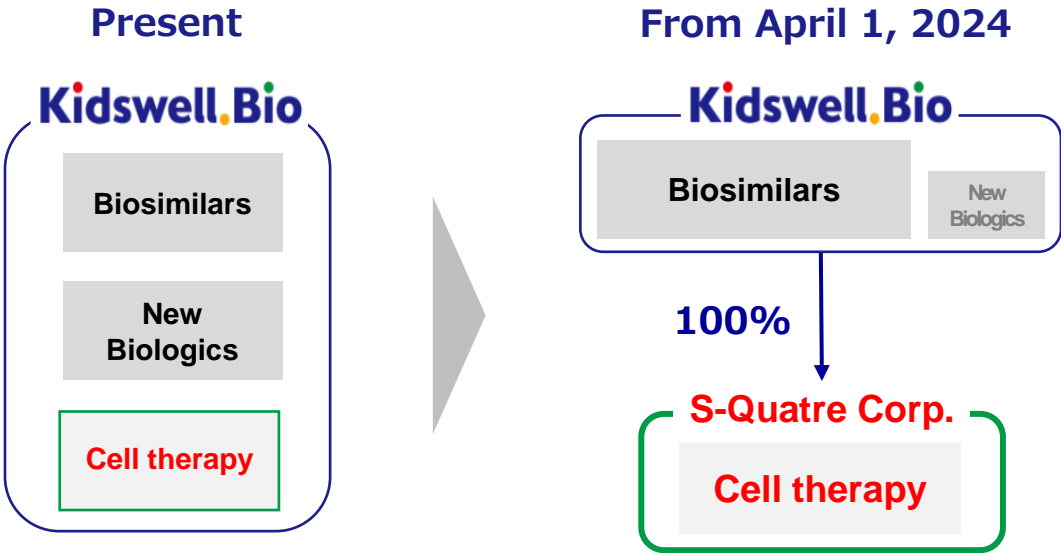 Present
Kidswell.Bio
Biosimilars
New
Biologics
Cell therapy
From April 1, 2024
Kidswell.Bio
Biosimilars
New
Biologics
100%
S-Quatre Corp.
Cell therapy